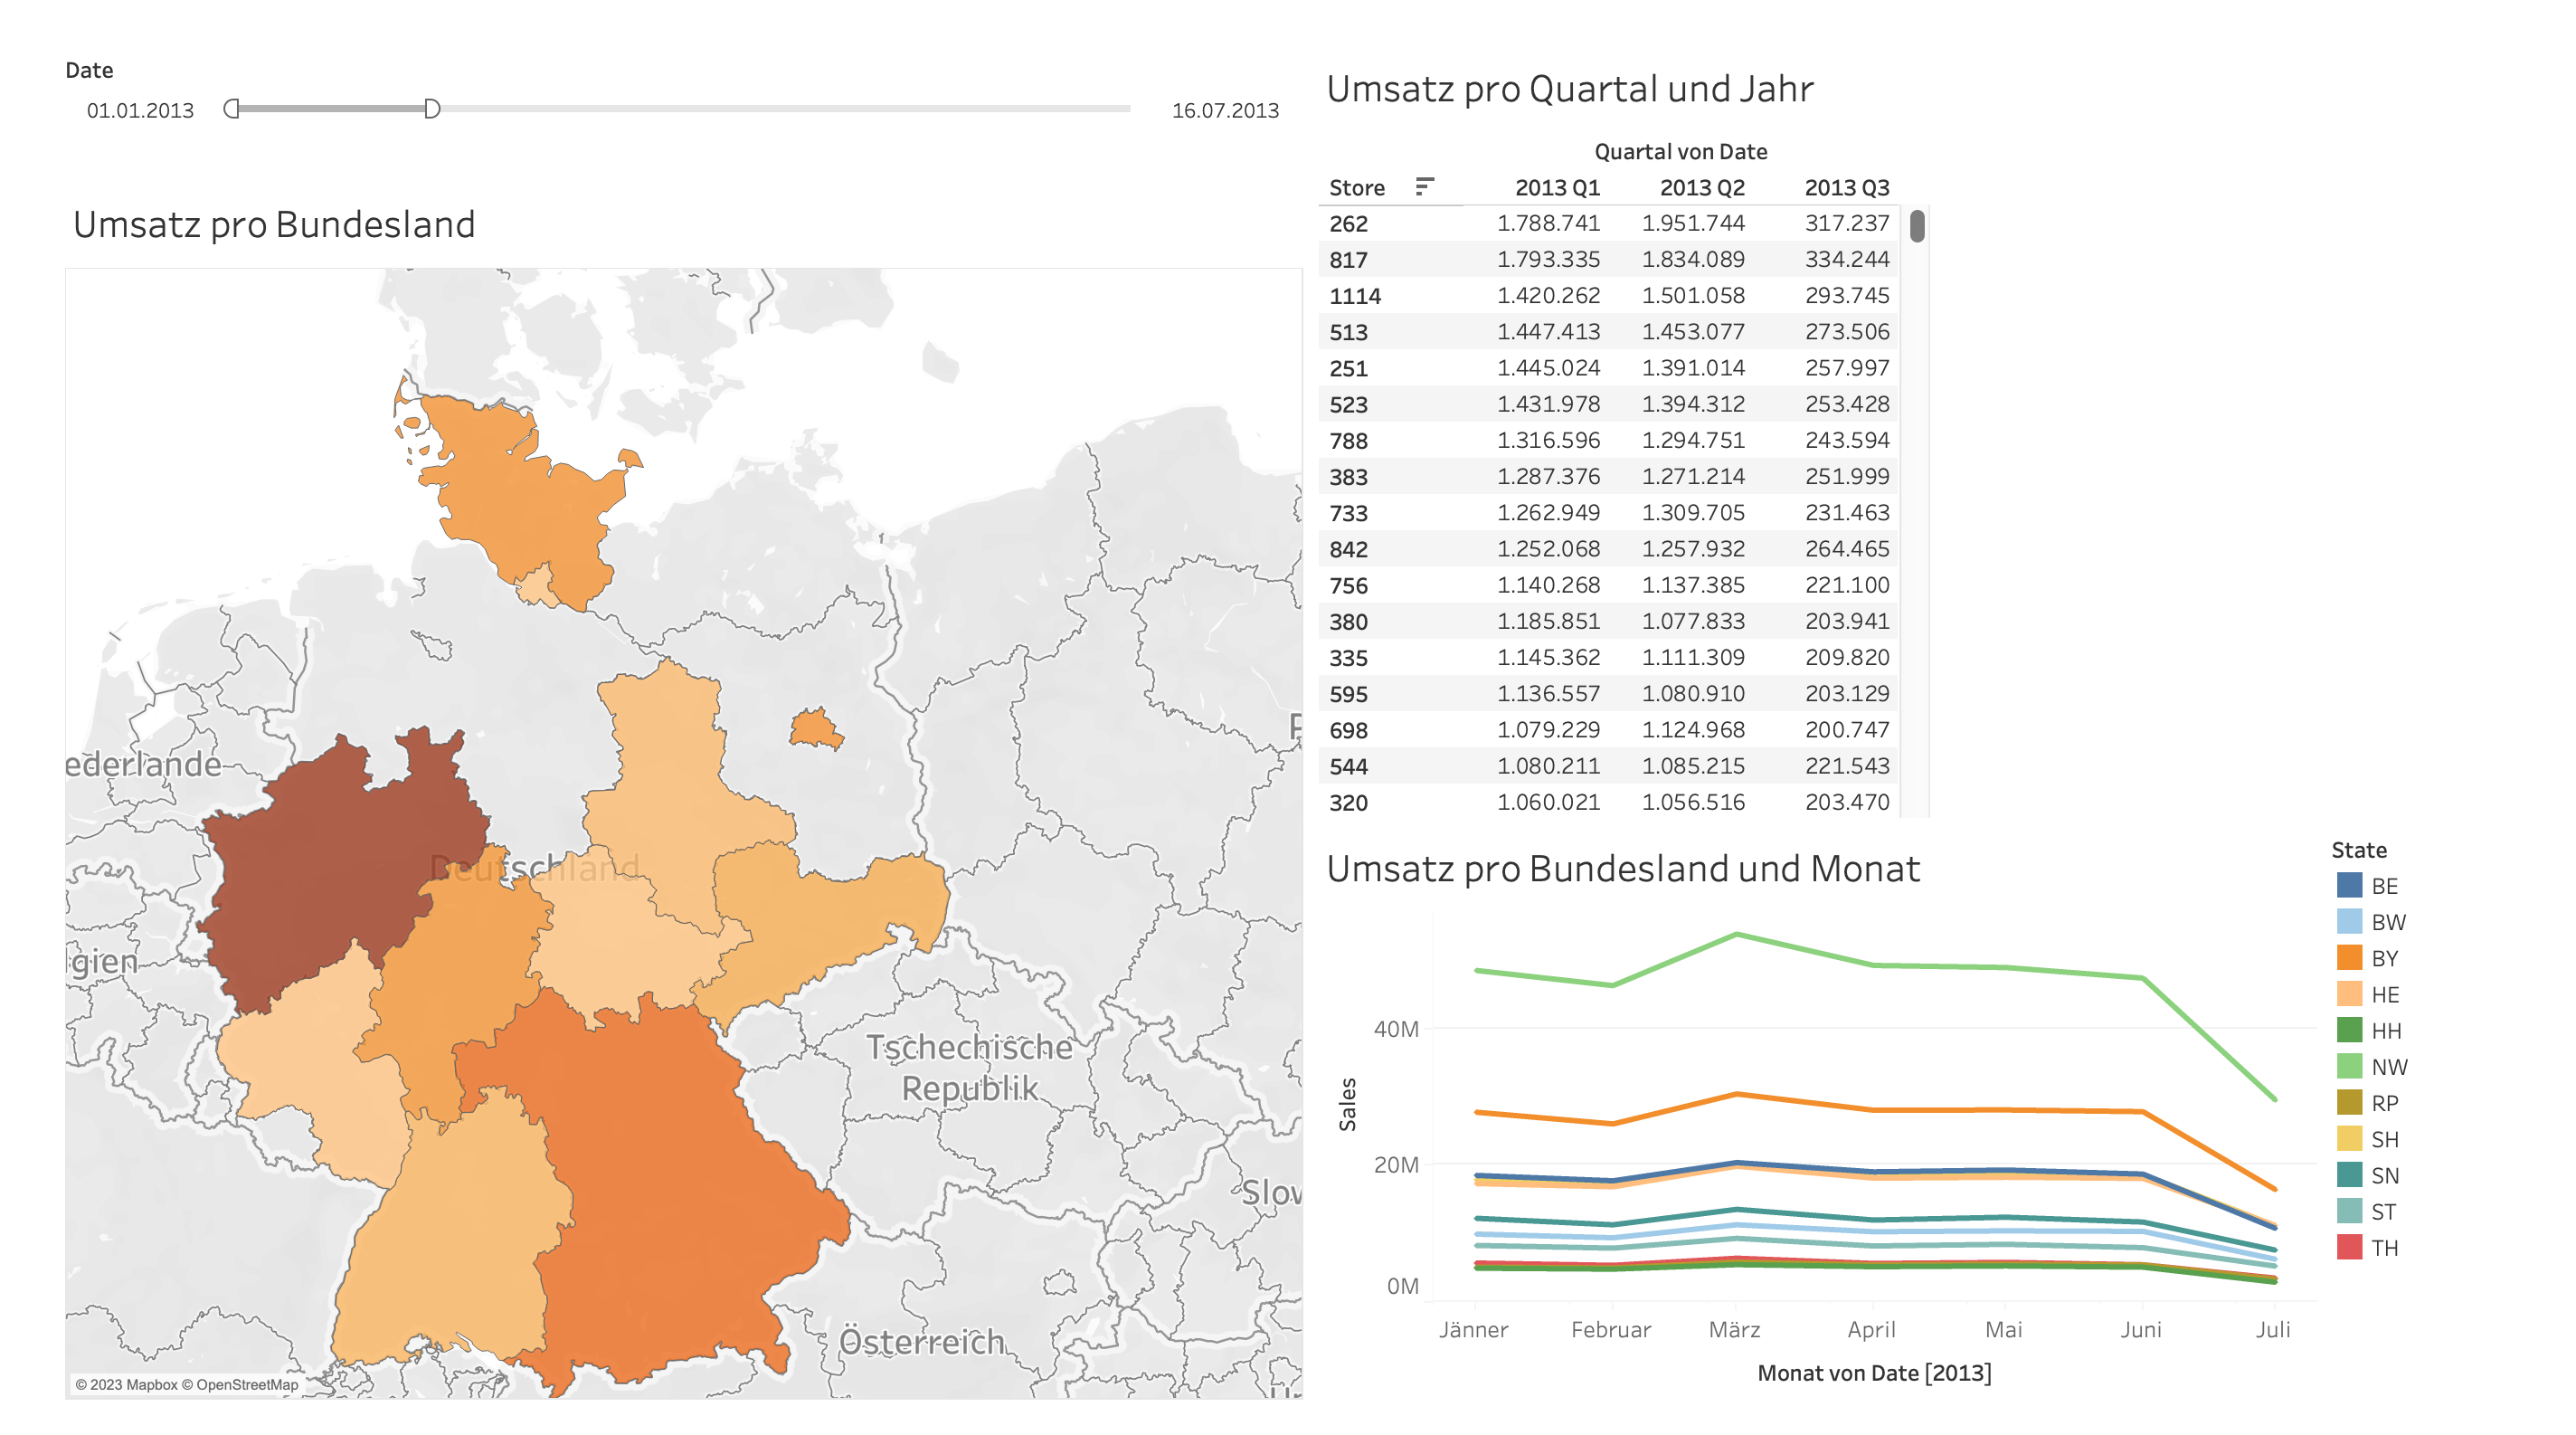 Date
01.01.2013
16.07.2013
Umsatz pro Bundesland
ederlande
Deutschland
lgien
Tschechische
Republik
Slov
Österreich
© 2023 Mapbox © OpenStreetMap
Umsatz pro Quartal und Jahr
Quartal von Date
Store 2013 Q1 2013 Q2 2013 Q3
262 1.788.741 1.951.744 317.237
817 1.793.335 1.834.089 334.244
1114 1.420.262 1.501.058 293.745
513 1.447.413 1.453.077 273.506
251 1.445.024 1.391.014 257.997
523 1.431.978 1.394.312 253.428
788 1.316.596 1.294.751 243.594
383 1.287.376 1.271.214 251.999
733 1.262.949 1.309.705 231.463
842 1.252.068 1.257.932 264.465
756 1.140.268 1.137.385 221.100
380 1.185.851 1.077.833 203.941
335 1.145.362 1.111.309 209.820
595 1.136.557 1.080.910 203.129
698 1.079.229 1.124.968 200.747
544 1.080.211 1.085.215 221.543
320 1.060.021 1.056.516 203.470
Umsatz pro Bundesland und Monat
40M
20M
0M
Sales
Jänner Februar März April Mai Juni Juli
Monat von Date [2013]
State
BE
BW
BY
HE
HH
NW
RP
SH
SN
ST
TH